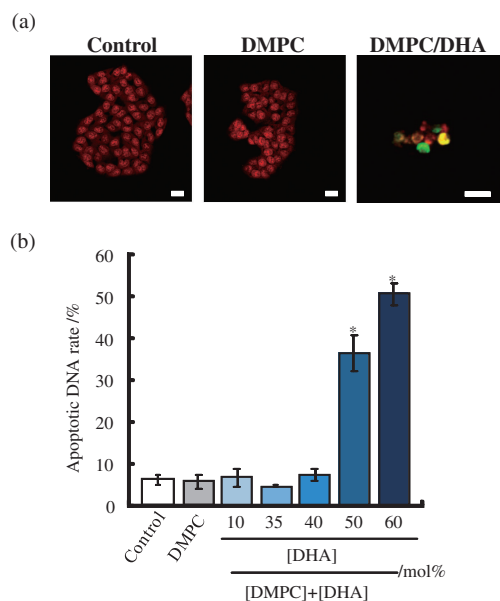 (a)
Control DMPC DMPC/DHA
(b)
Apoptotic DNA rate /%
60
50
40
30
20
10
0
* *
Control DMPC 10 35 40 50 60
[DHA]
/mol%
[DMPC]+[DHA]